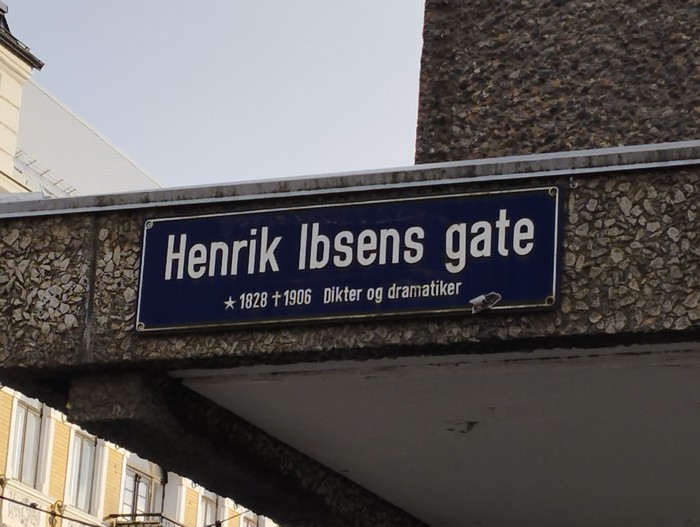 Henrik Ibsens gate
★ 1828 † 1906 Dikter og dramatiker